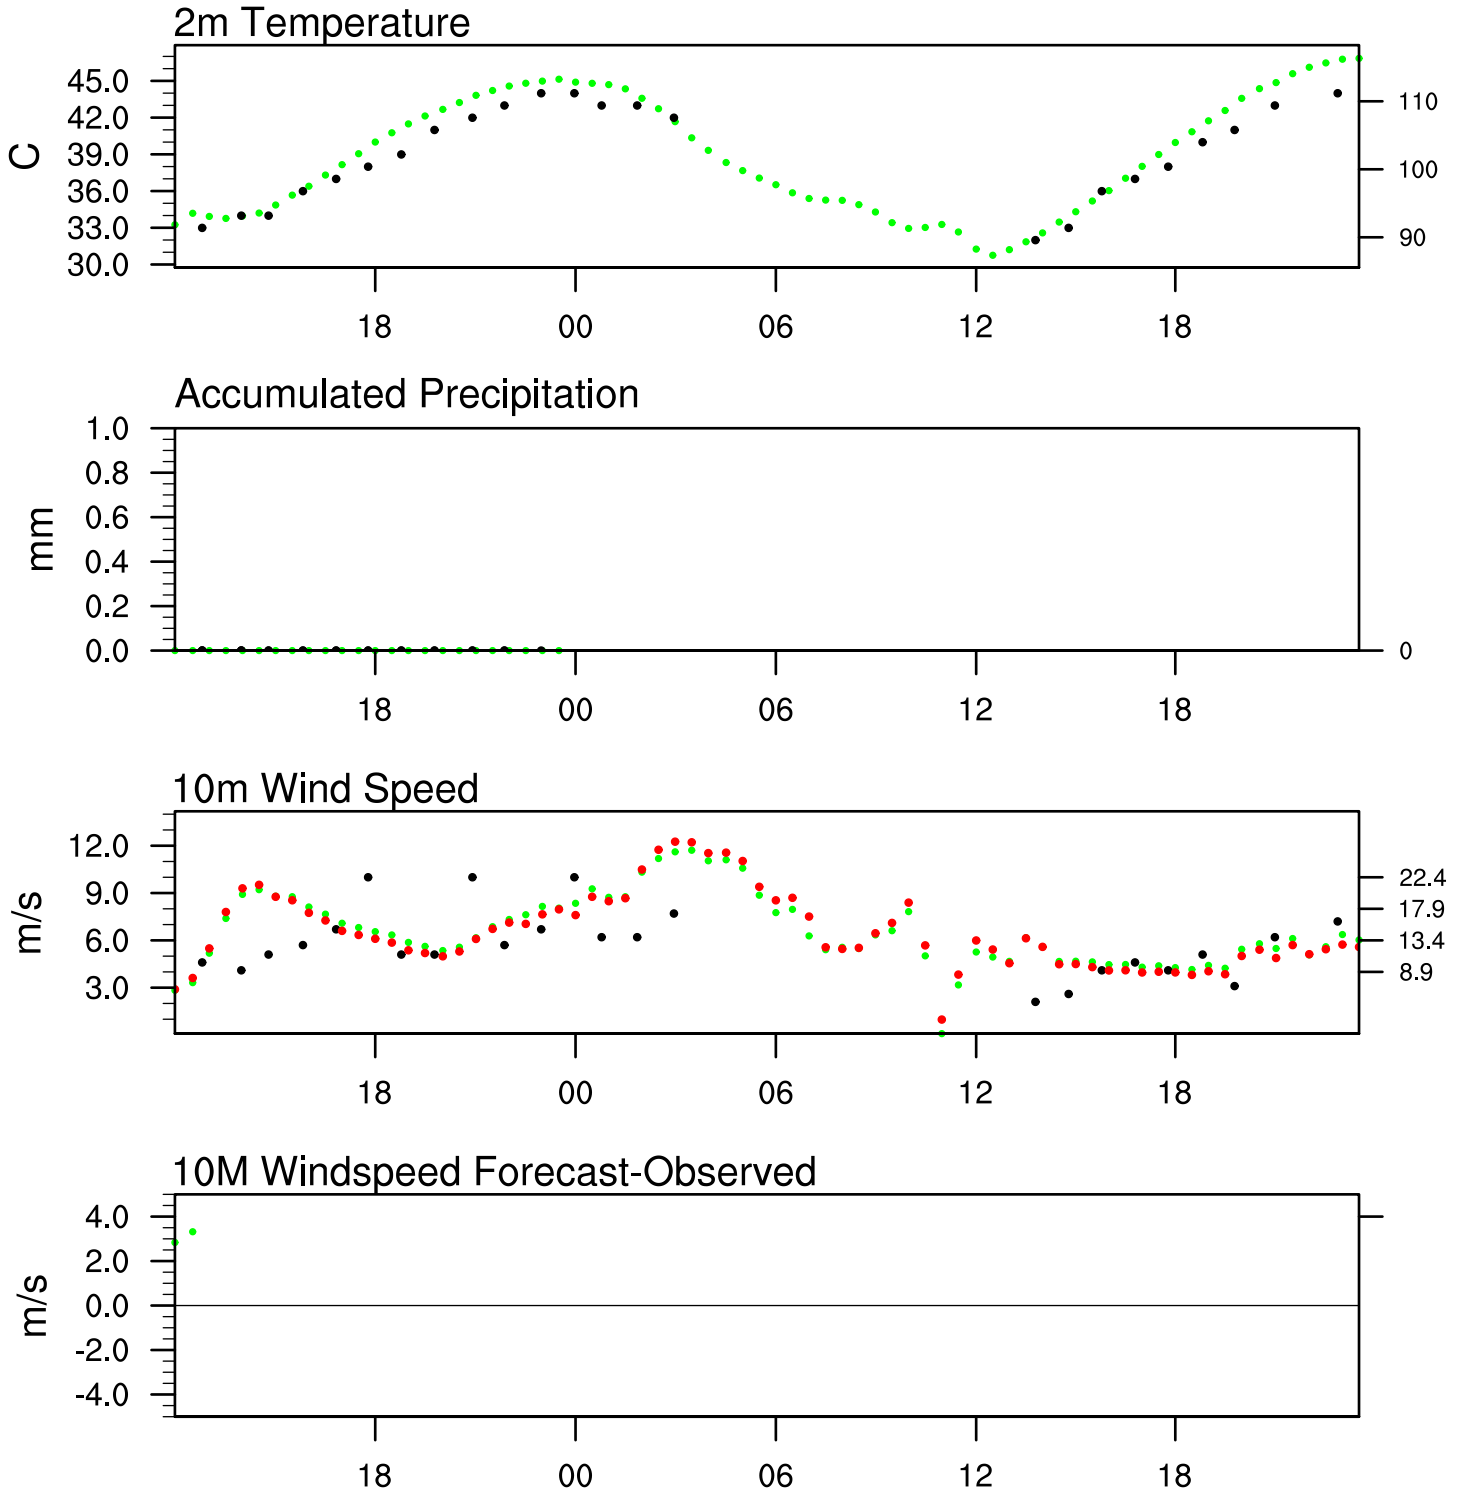 2m Temperature
45.0
42.0
39.0
36.0
33.0
30.0
C
110
100
90
18 00 06 12 18
Accumulated Precipitation
1.0
0.8
0.6
0.4
0.2
0.0
mm
0
18 00 06 12 18
10m Wind Speed
12.0
9.0
6.0
3.0
m/s
22.4
17.9
13.4
8.9
18 00 06 12 18
10M Windspeed Forecast-Observed
4.0
2.0
0.0
-2.0
-4.0
m/s
18 00 06 12 18